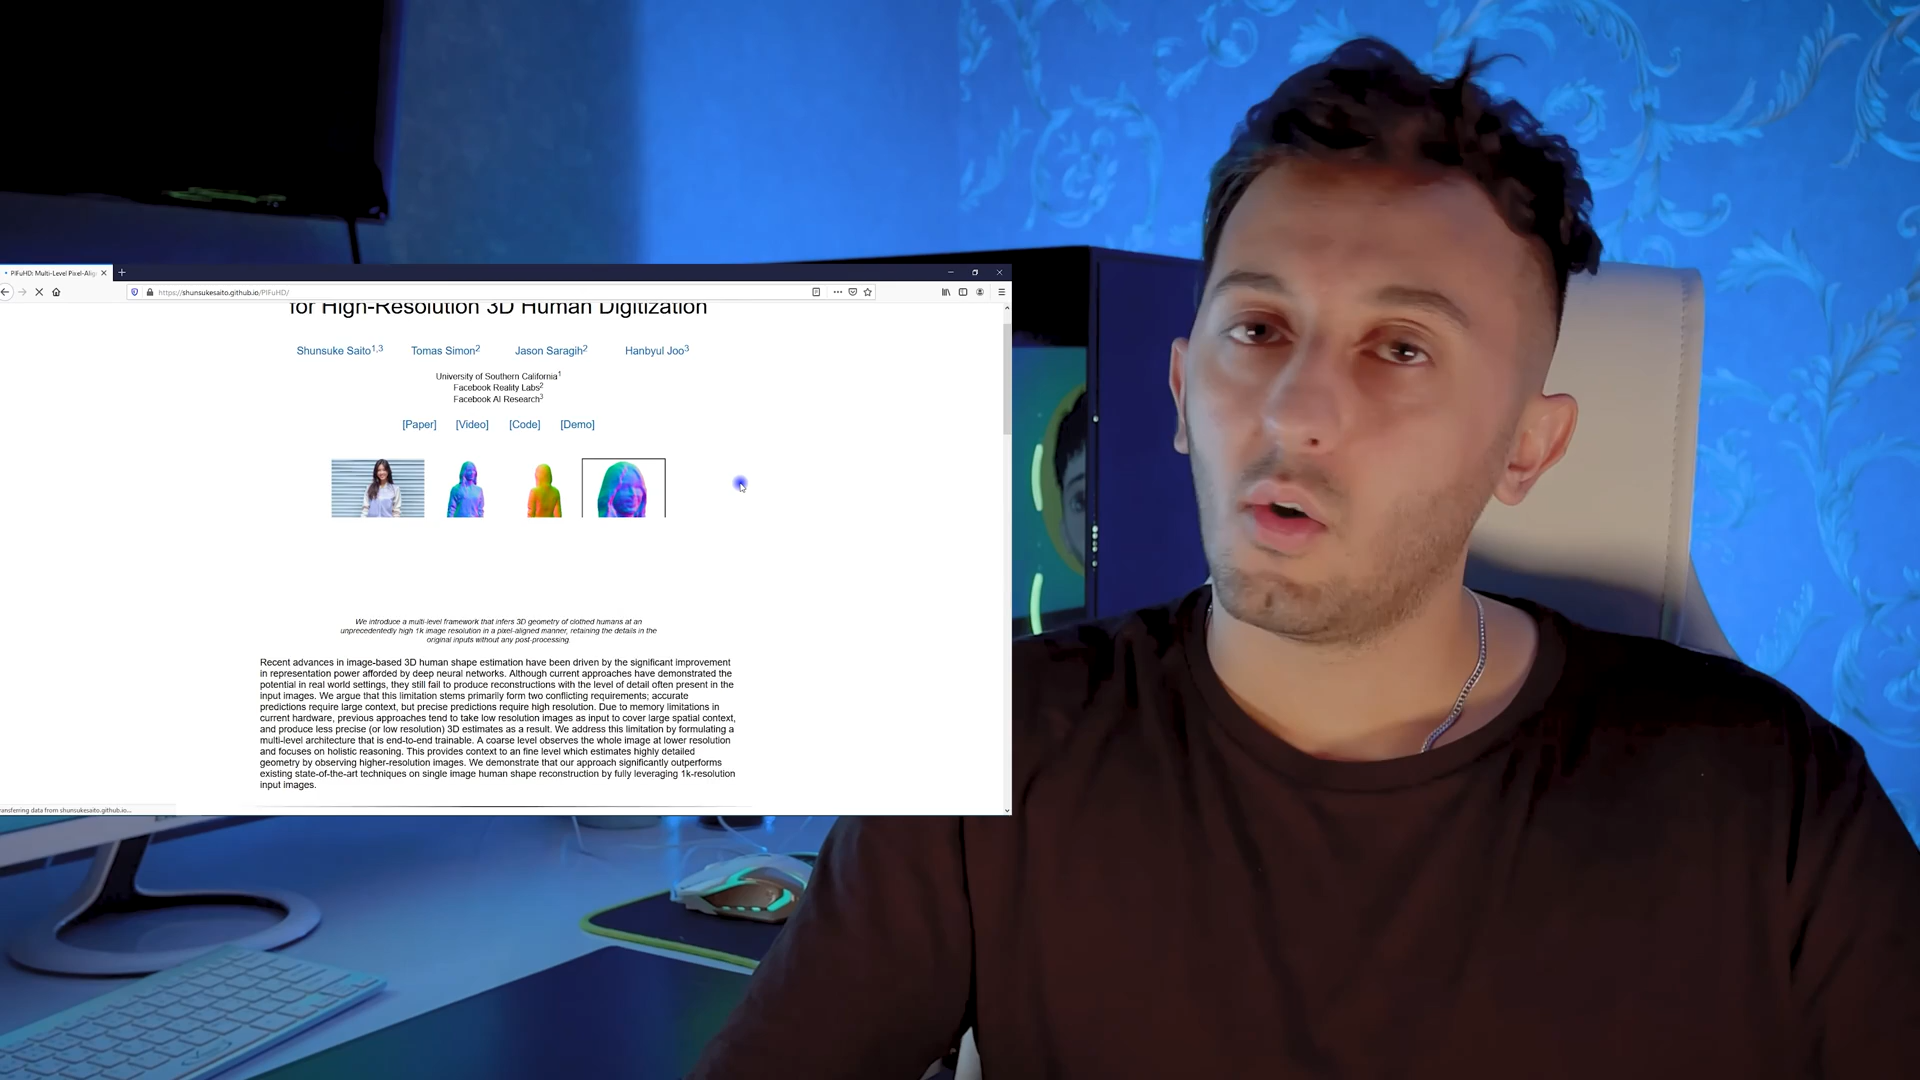 PIFuHD: Multi-Level Pixel-Alig
https://shunsukesaito.github.io/PIFuHD/
for High-Resolution 3D Human Digitization
Shunsuke Saito1,3 Tomas Simon2 Jason Saragih2 Hanbyul Joo3
University of Southern California1
Facebook Reality Labs2
Facebook AI Research3
[Paper] [Video] [Code] [Demo]
We introduce a multi-level framework that infers 3D geometry of clothed humans at an
unprecedentedly high 1k image resolution in a pixel-aligned manner, retaining the details in the
original inputs without any post-processing.
Recent advances in image-based 3D human shape estimation have been driven by the significant improvement
in representation power afforded by deep neural networks. Although current approaches have demonstrated the
potential in real world settings, they still fail to produce reconstructions with the level of detail often present in the
input images. We argue that this limitation stems primarily form two conflicting requirements; accurate
predictions require large context, but precise predictions require high resolution. Due to memory limitations in
current hardware, previous approaches tend to take low resolution images as input to cover large spatial context,
and produce less precise (or low resolution) 3D estimates as a result. We address this limitation by formulating a
multi-level architecture that is end-to-end trainable. A coarse level observes the whole image at lower resolution
and focuses on holistic reasoning. This provides context to an fine level which estimates highly detailed
geometry by observing higher-resolution images. We demonstrate that our approach significantly outperforms
existing state-of-the-art techniques on single image human shape reconstruction by fully leveraging 1k-resolution
input images.
ransferring data from shunsukesaito.github.io...